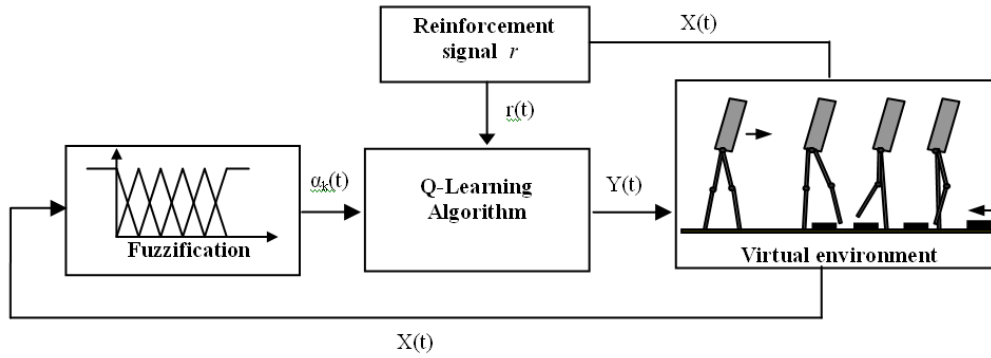 Reinforcement
signal r
X(t)
r(t)
αk(t)
Q-Learning
Algorithm
Y(t)
Fuzzification
Virtual environment
X(t)